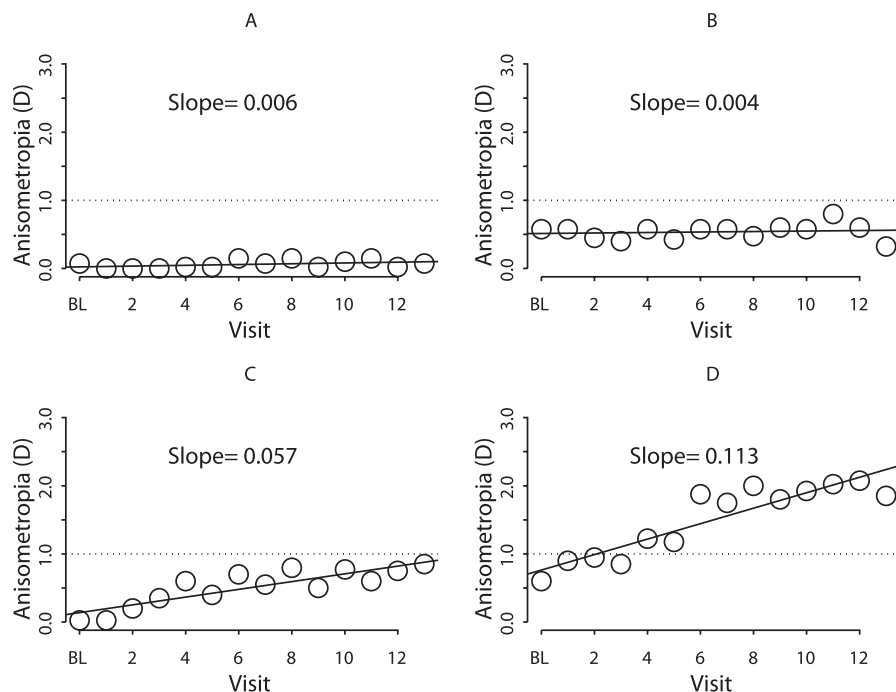 A
Anisometropia (D)
3.0
2.0
1.0
0.0
Slope= 0.006
BL 2 4 6 8 10 12
Visit
B
Anisometropia (D)
3.0
2.0
1.0
0.0
Slope= 0.004
BL 2 4 6 8 10 12
Visit
C
Anisometropia (D)
3.0
2.0
1.0
0.0
Slope= 0.057
BL 2 4 6 8 10 12
Visit
D
Anisometropia (D)
3.0
2.0
1.0
0.0
Slope= 0.113
BL 2 4 6 8 10 12
Visit